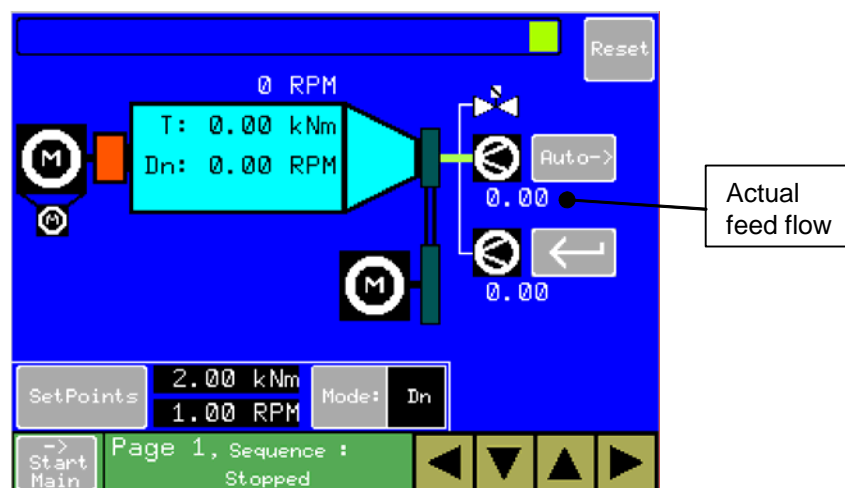 Reset
0 RPM
T: 0.00 kNm
Dn: 0.00 RPM
M
M
Auto->
0.00
Actual
feed flow
M
0.00
SetPoints
2.00 kNm
1.00 RPM
Mode:
Dn
->
Start
Main
Page 1, Sequence :
Stopped